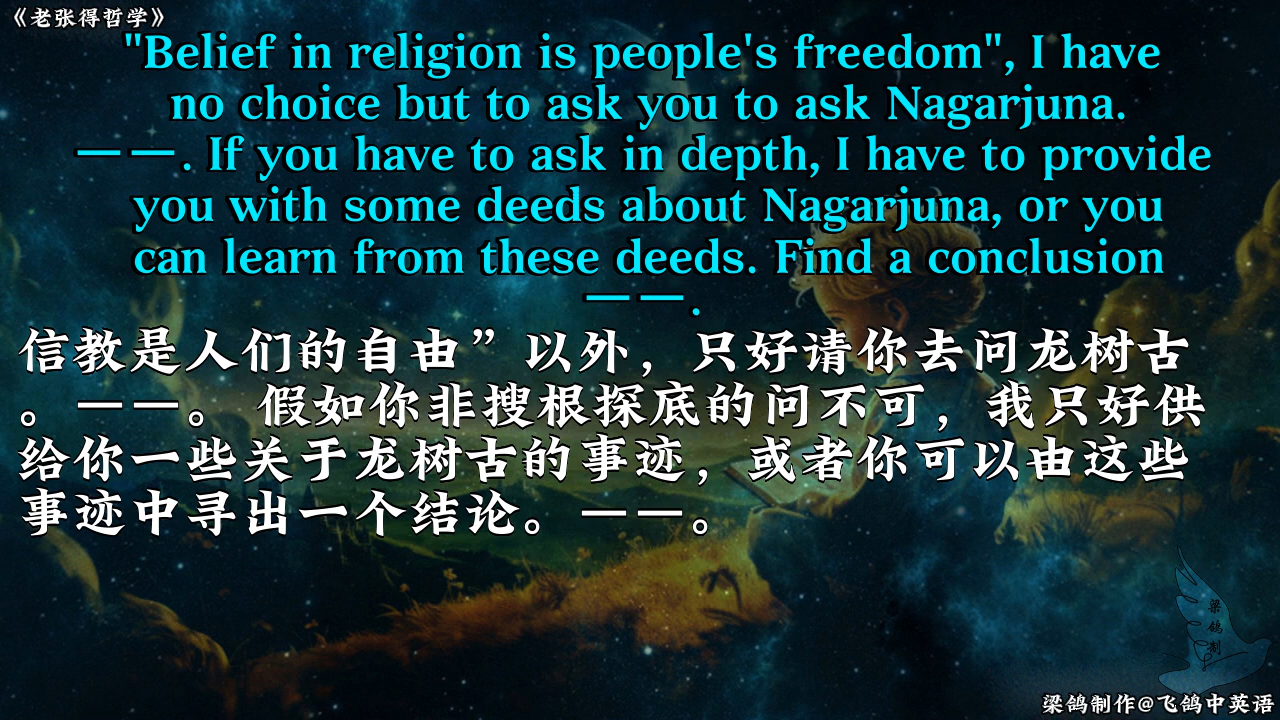 《老张得哲学》
"Belief in religion is people's freedom", I have
no choice but to ask you to ask Nagarjuna.
——. If you have to ask in depth, I have to provide
you with some deeds about Nagarjuna, or you
can learn from these deeds. Find a conclusion
——.
信教是人们的自由”以外，只好请你去问龙树古
。——。 假如你非搜根探底的问不可，我只好供
给你一些关于龙树古的事迹，或者你可以由这些
事迹中寻出一个结论。——。
梁
鸽
制
梁鸽制作@飞鸽中英语